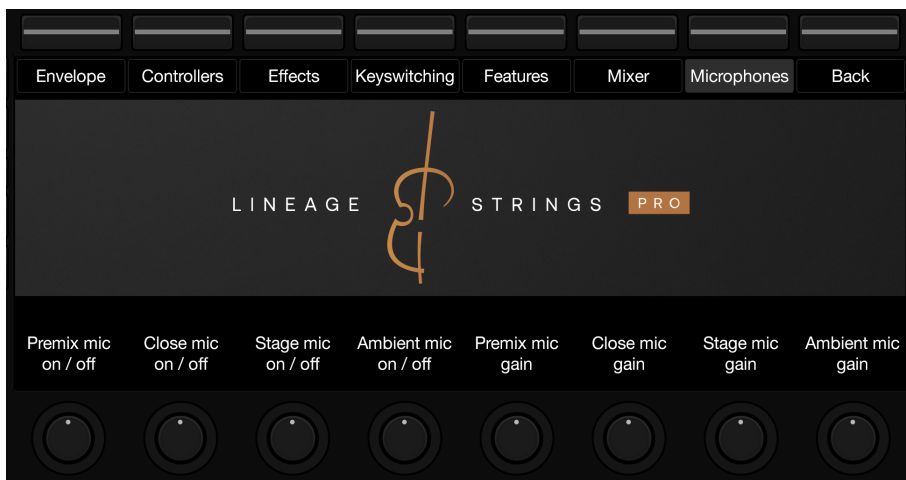 Envelope Controllers Effects Keyswitching Features Mixer Microphones Back
LINEAGE STRINGS PRO
Premix mic Close mic Stage mic Ambient mic Premix mic Close mic Stage mic Ambient mic
on / off on / off on / off on / off gain gain gain gain